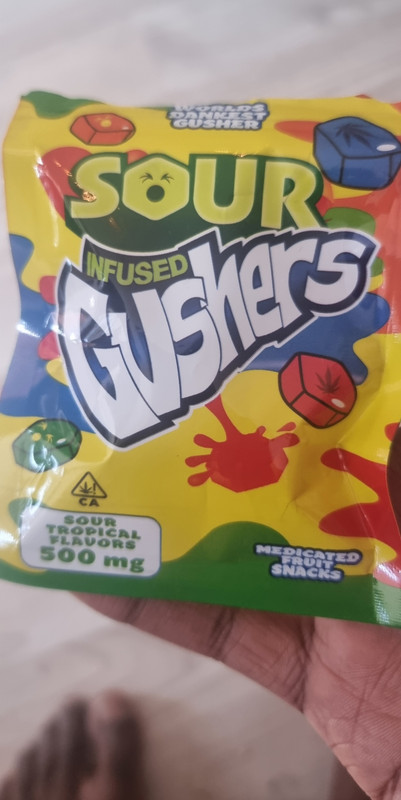 WORLDS
DANKEST
GUSHER
SOUR
INFUSED
Gushers
CA
SOUR
TROPICAL
FLAVORS
500 mg
MEDICATED
FRUIT
SNACKS